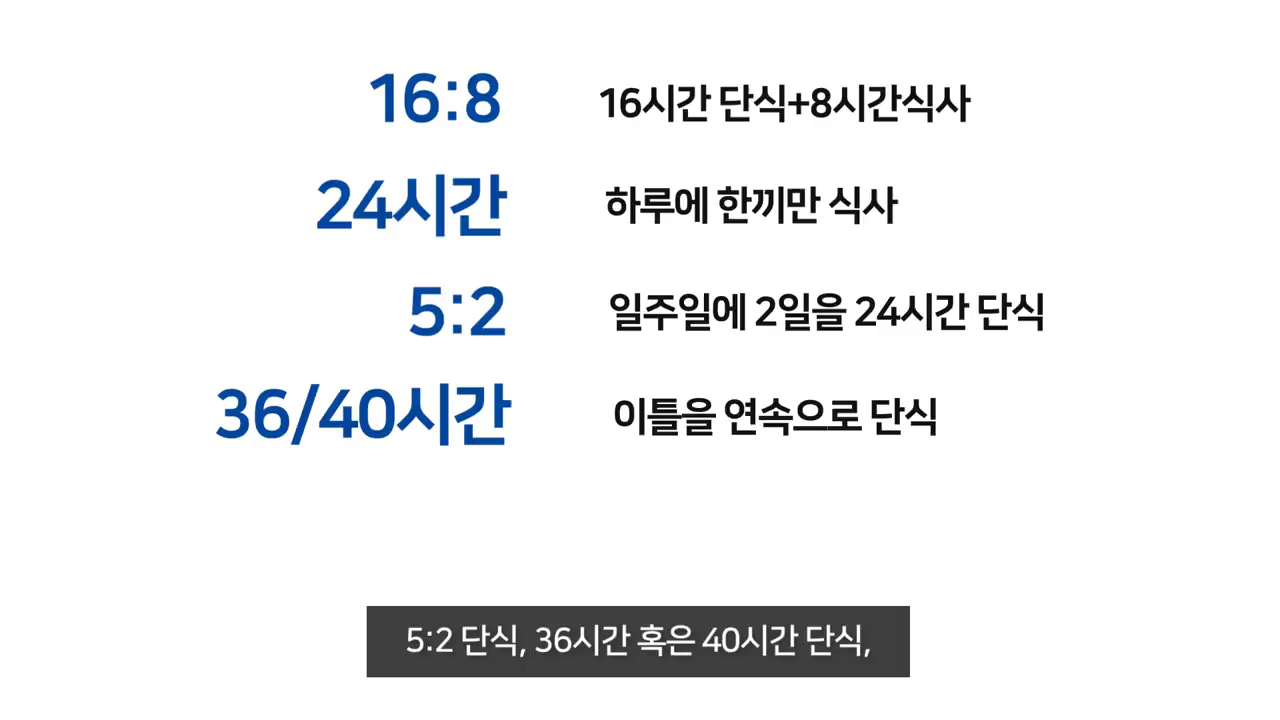 16:8 16시간 단식+8시간식사
24시간 하루에 한끼만 식사
5:2 일주일에 2일을 24시간 단식
36/40시간 이틀을 연속으로 단식
5:2 단식, 36시간 혹은 40시간 단식,